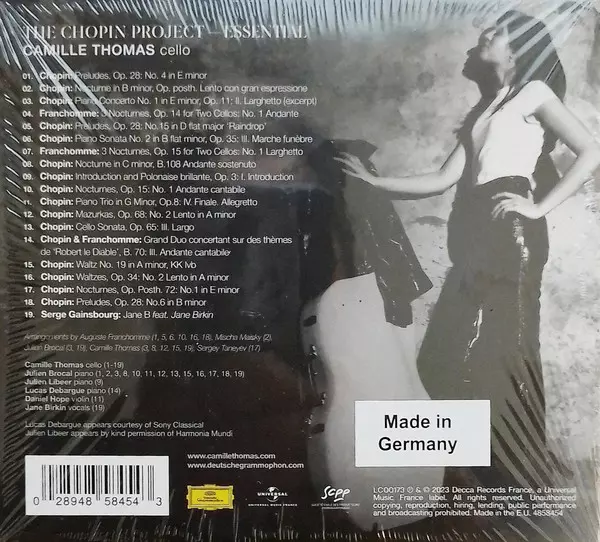 THE CHOPIN PROJECT — ESSENTIAL
CAMILLE THOMAS cello
01. Chopin: Preludes, Op. 28: No. 4 in E minor
02. Chopin: Nocturne in B minor, Op. posth. Lento con gran espressione
03. Chopin: Piano Concerto No. 1 in E minor, Op. 11: II. Larghetto (excerpt)
04. Franchomme: 3 Nocturnes, Op. 14 for Two Cellos: No. 1 Andante
05. Chopin: Preludes, Op. 28: No.15 in D flat major 'Raindrop'
06. Chopin: Piano Sonata No. 2 in B flat minor, Op. 35: III. Marche funèbre
07. Franchomme: 3 Nocturnes, Op. 15 for Two Cellos: No. 1 Larghetto
08. Chopin: Nocturne in C minor, B.108 Andante sostenuto
09. Chopin: Introduction and Polonaise brillante, Op. 3: I. Introduction
10. Chopin: Nocturnes, Op. 15: No. 1 Andante cantabile
11. Chopin: Piano Trio in G Minor, Op.8: IV. Finale. Allegretto
12. Chopin: Mazurkas, Op. 68: No. 2 Lento in A minor
13. Chopin: Cello Sonata, Op. 65: III. Largo
14. Chopin & Franchomme: Grand Duo concertant sur des thèmes
de 'Robert le Diable', B. 70: III. Andante cantabile
15. Chopin: Waltz No. 19 in A minor, KK Ivb
16. Chopin: Waltzes, Op. 34: No. 2 Lento in A minor
17. Chopin: Nocturnes, Op. Posth. 72: No.1 in E minor
18. Chopin: Preludes, Op. 28: No.6 in B minor
19. Serge Gainsbourg: Jane B feat. Jane Birkin
Arrangements by Auguste Franchomme (1, 5, 6, 10, 16, 18), Mischa Maisky (2),
Julien Brocal (3, 19), Camille Thomas (3, 8, 12, 15, 19), Sergey Taneyev (17)
Camille Thomas cello (1-19)
Julien Brocal piano (1, 2, 3, 8, 10, 11, 12, 13, 15, 16, 17, 18, 19)
Julien Libeer piano (9)
Lucas Debargue piano (14)
Daniel Hope violin (11)
Jane Birkin vocals (19)
Lucas Debargue appears courtesy of Sony Classical
Julien Libeer appears by kind permission of Harmonia Mundi
Made in
Germany
www.camillethomas.com
www.deutschegrammophon.com
0 28948 58454 3
UNIVERSAL
UNIVERSAL MUSIC FRANCE
scpp
LC00173 ℗ & © 2023 Decca Records France, a Universal
Music France label. All rights reserved. Unauthorized
copying, reproduction, hiring, lending, public performance
and broadcasting prohibited. Made in the E.U. 4858454